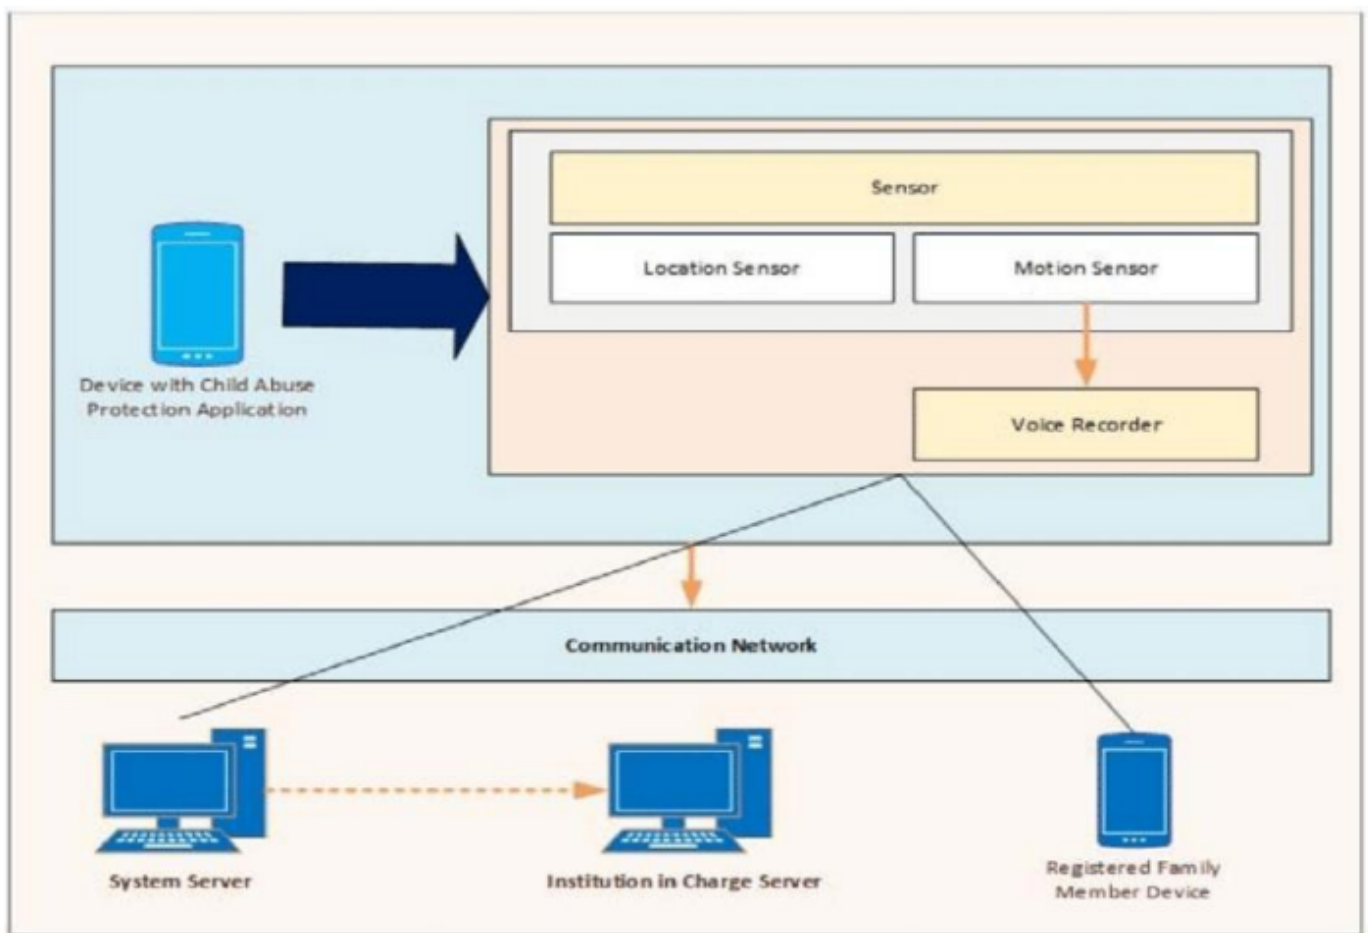 Sensor
Location Sensor
Motion Sensor
Device with Child Abuse
Protection Application
Voice Recorder
Communication Network
System Server
Institution in Charge Server
Registered Family
Member Device